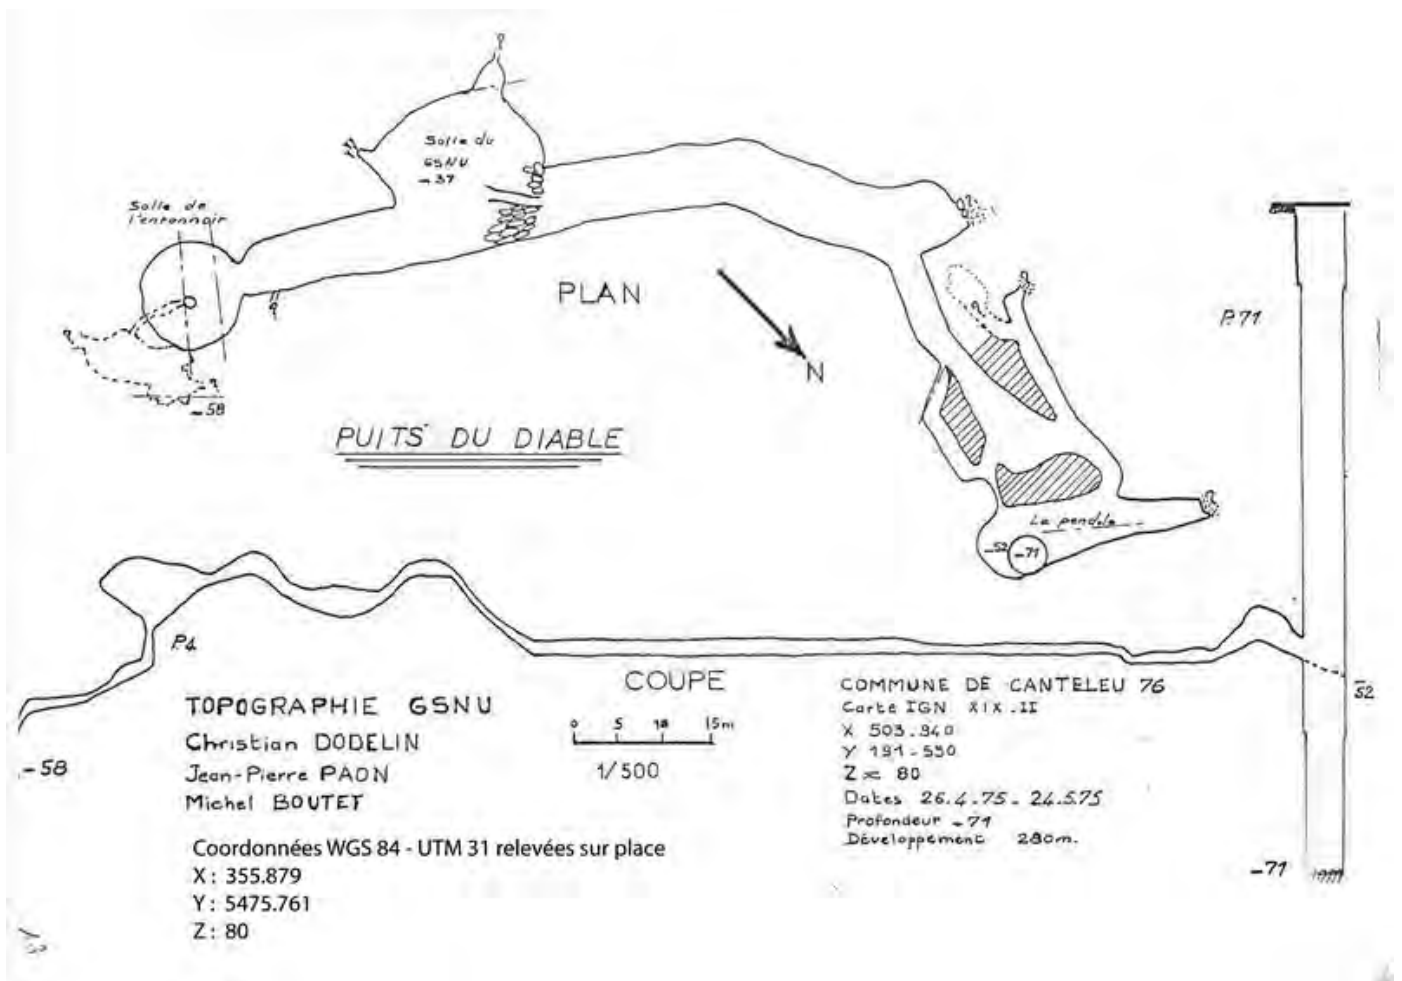 Salle du
GSNU
-37
Salle de
l'entonnoir
PLAN
N
P.71
-58
PUITS DU DIABLE
La pendule
-52
-71
P.4
COUPE
-52
-58
TOPOGRAPHIE GSNU
Christian DODELIN
Jean-Pierre PAON
Michel BOUTET
0 5 10 15m
1/500
COMMUNE DE CANTELEU 76
Carte IGN XIX.II
X 503.940
Y 191-550
Z ≈ 80
Dates 26.4.75 - 24.5.75
Profondeur -71
Développement 280m.
-71
Coordonnées WGS 84 - UTM 31 relevées sur place
X : 355.879
Y : 5475.761
Z : 80